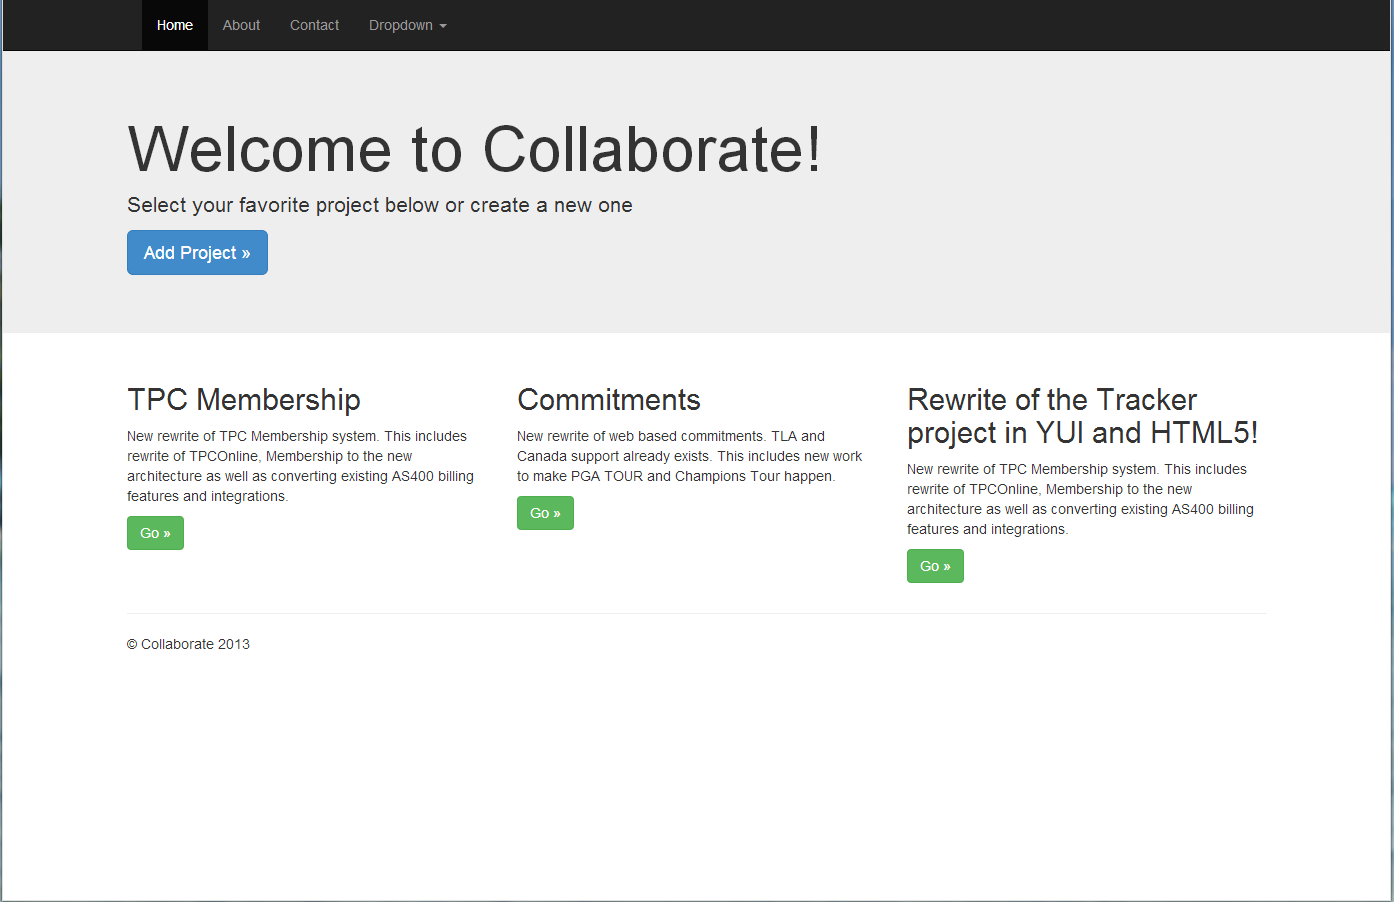 Home About Contact Dropdown
Welcome to Collaborate!
Select your favorite project below or create a new one
Add Project »
TPC Membership
New rewrite of TPC Membership system. This includes
rewrite of TPCOnline, Membership to the new
architecture as well as converting existing AS400 billing
features and integrations.
Go »
Commitments
New rewrite of web based commitments. TLA and
Canada support already exists. This includes new work
to make PGA TOUR and Champions Tour happen.
Go »
Rewrite of the Tracker
project in YUI and HTML5!
New rewrite of TPC Membership system. This includes
rewrite of TPCOnline, Membership to the new
architecture as well as converting existing AS400 billing
features and integrations.
Go »
© Collaborate 2013